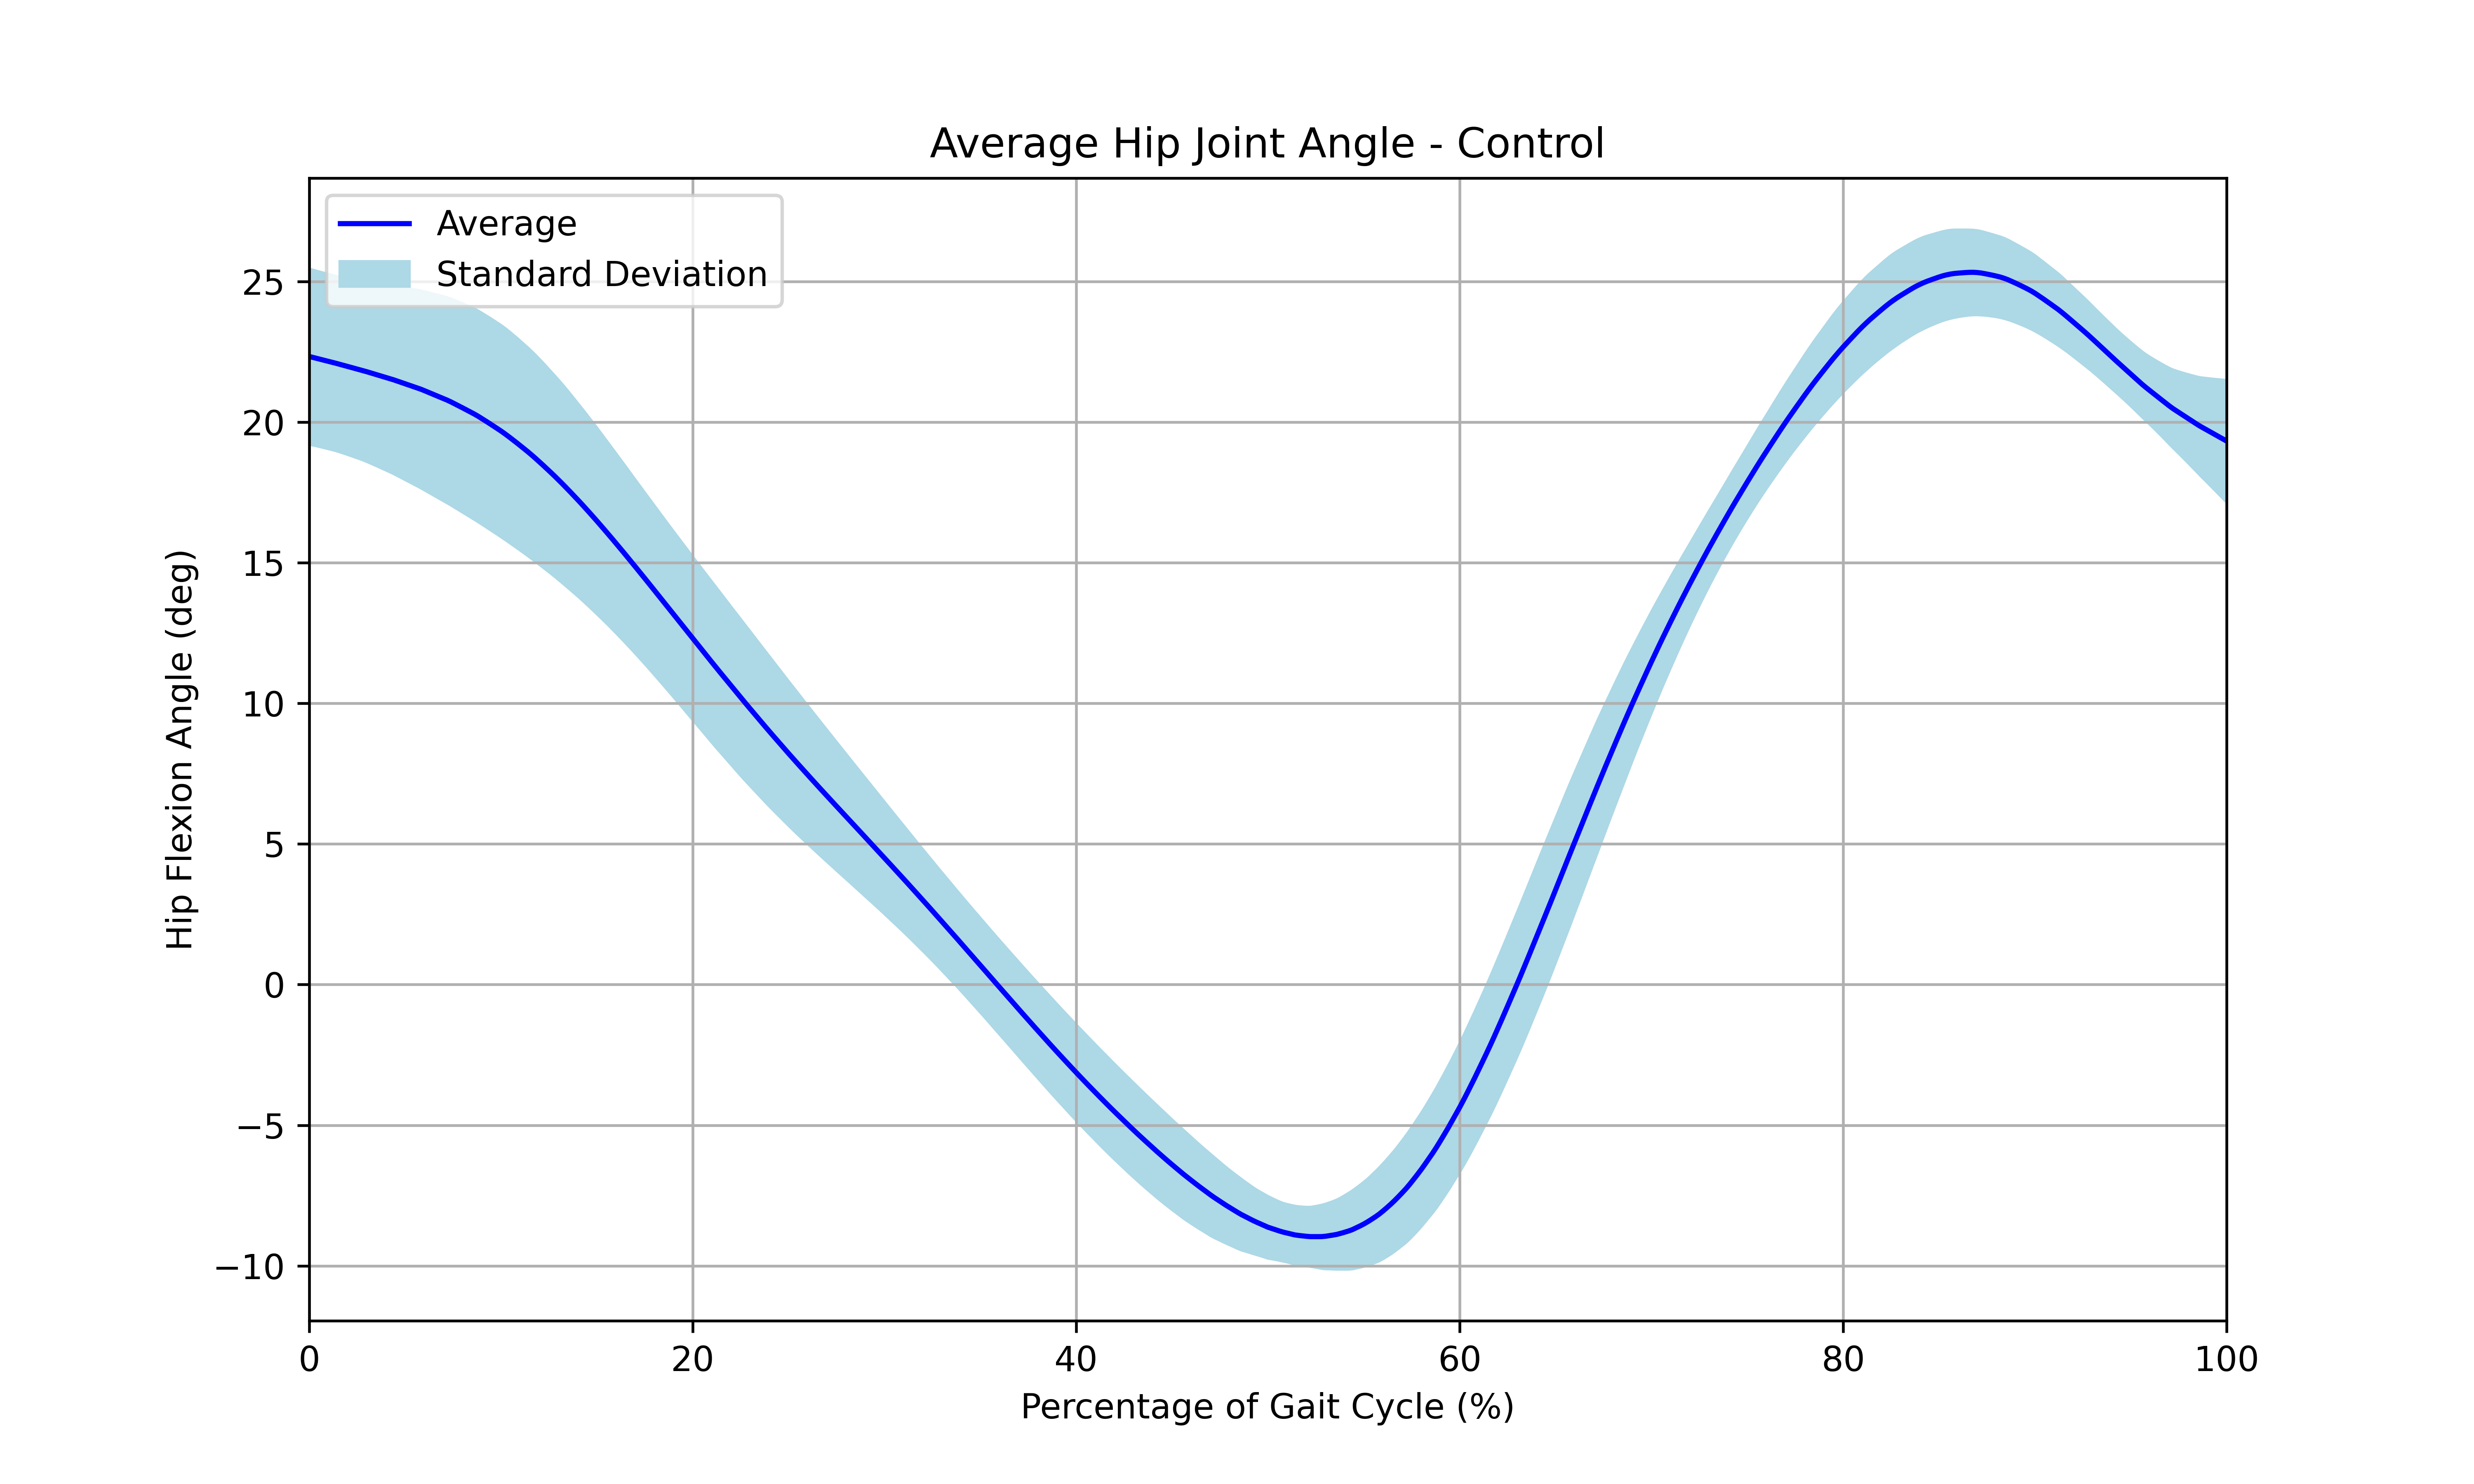 Average Hip Joint Angle - Control
Average
Standard Deviation
Hip Flexion Angle (deg)
25
20
15
10
5
0
−5
−10
0 20 40 60 80 100
Percentage of Gait Cycle (%)